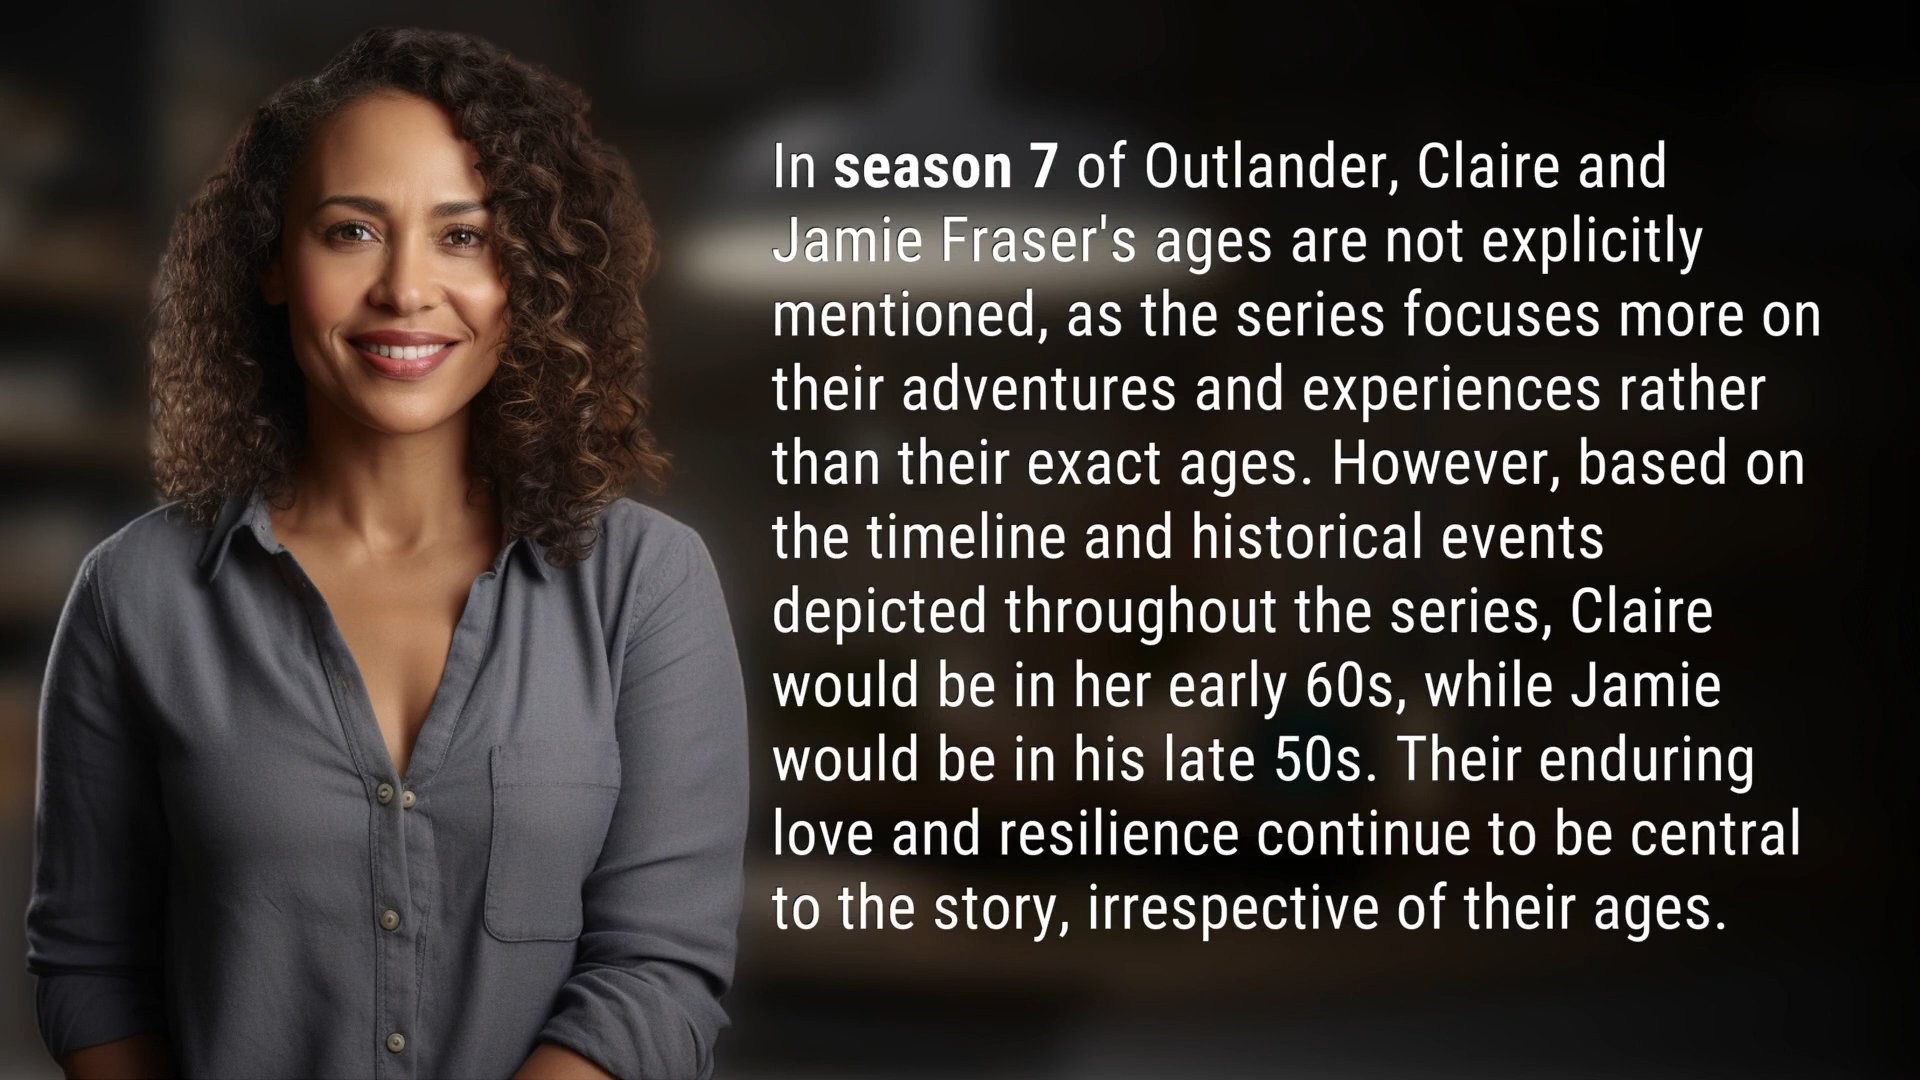 In season 7 of Outlander, Claire and
Jamie Fraser's ages are not explicitly
mentioned, as the series focuses more on
their adventures and experiences rather
than their exact ages. However, based on
the timeline and historical events
depicted throughout the series, Claire
would be in her early 60s, while Jamie
would be in his late 50s. Their enduring
love and resilience continue to be central
to the story, irrespective of their ages.